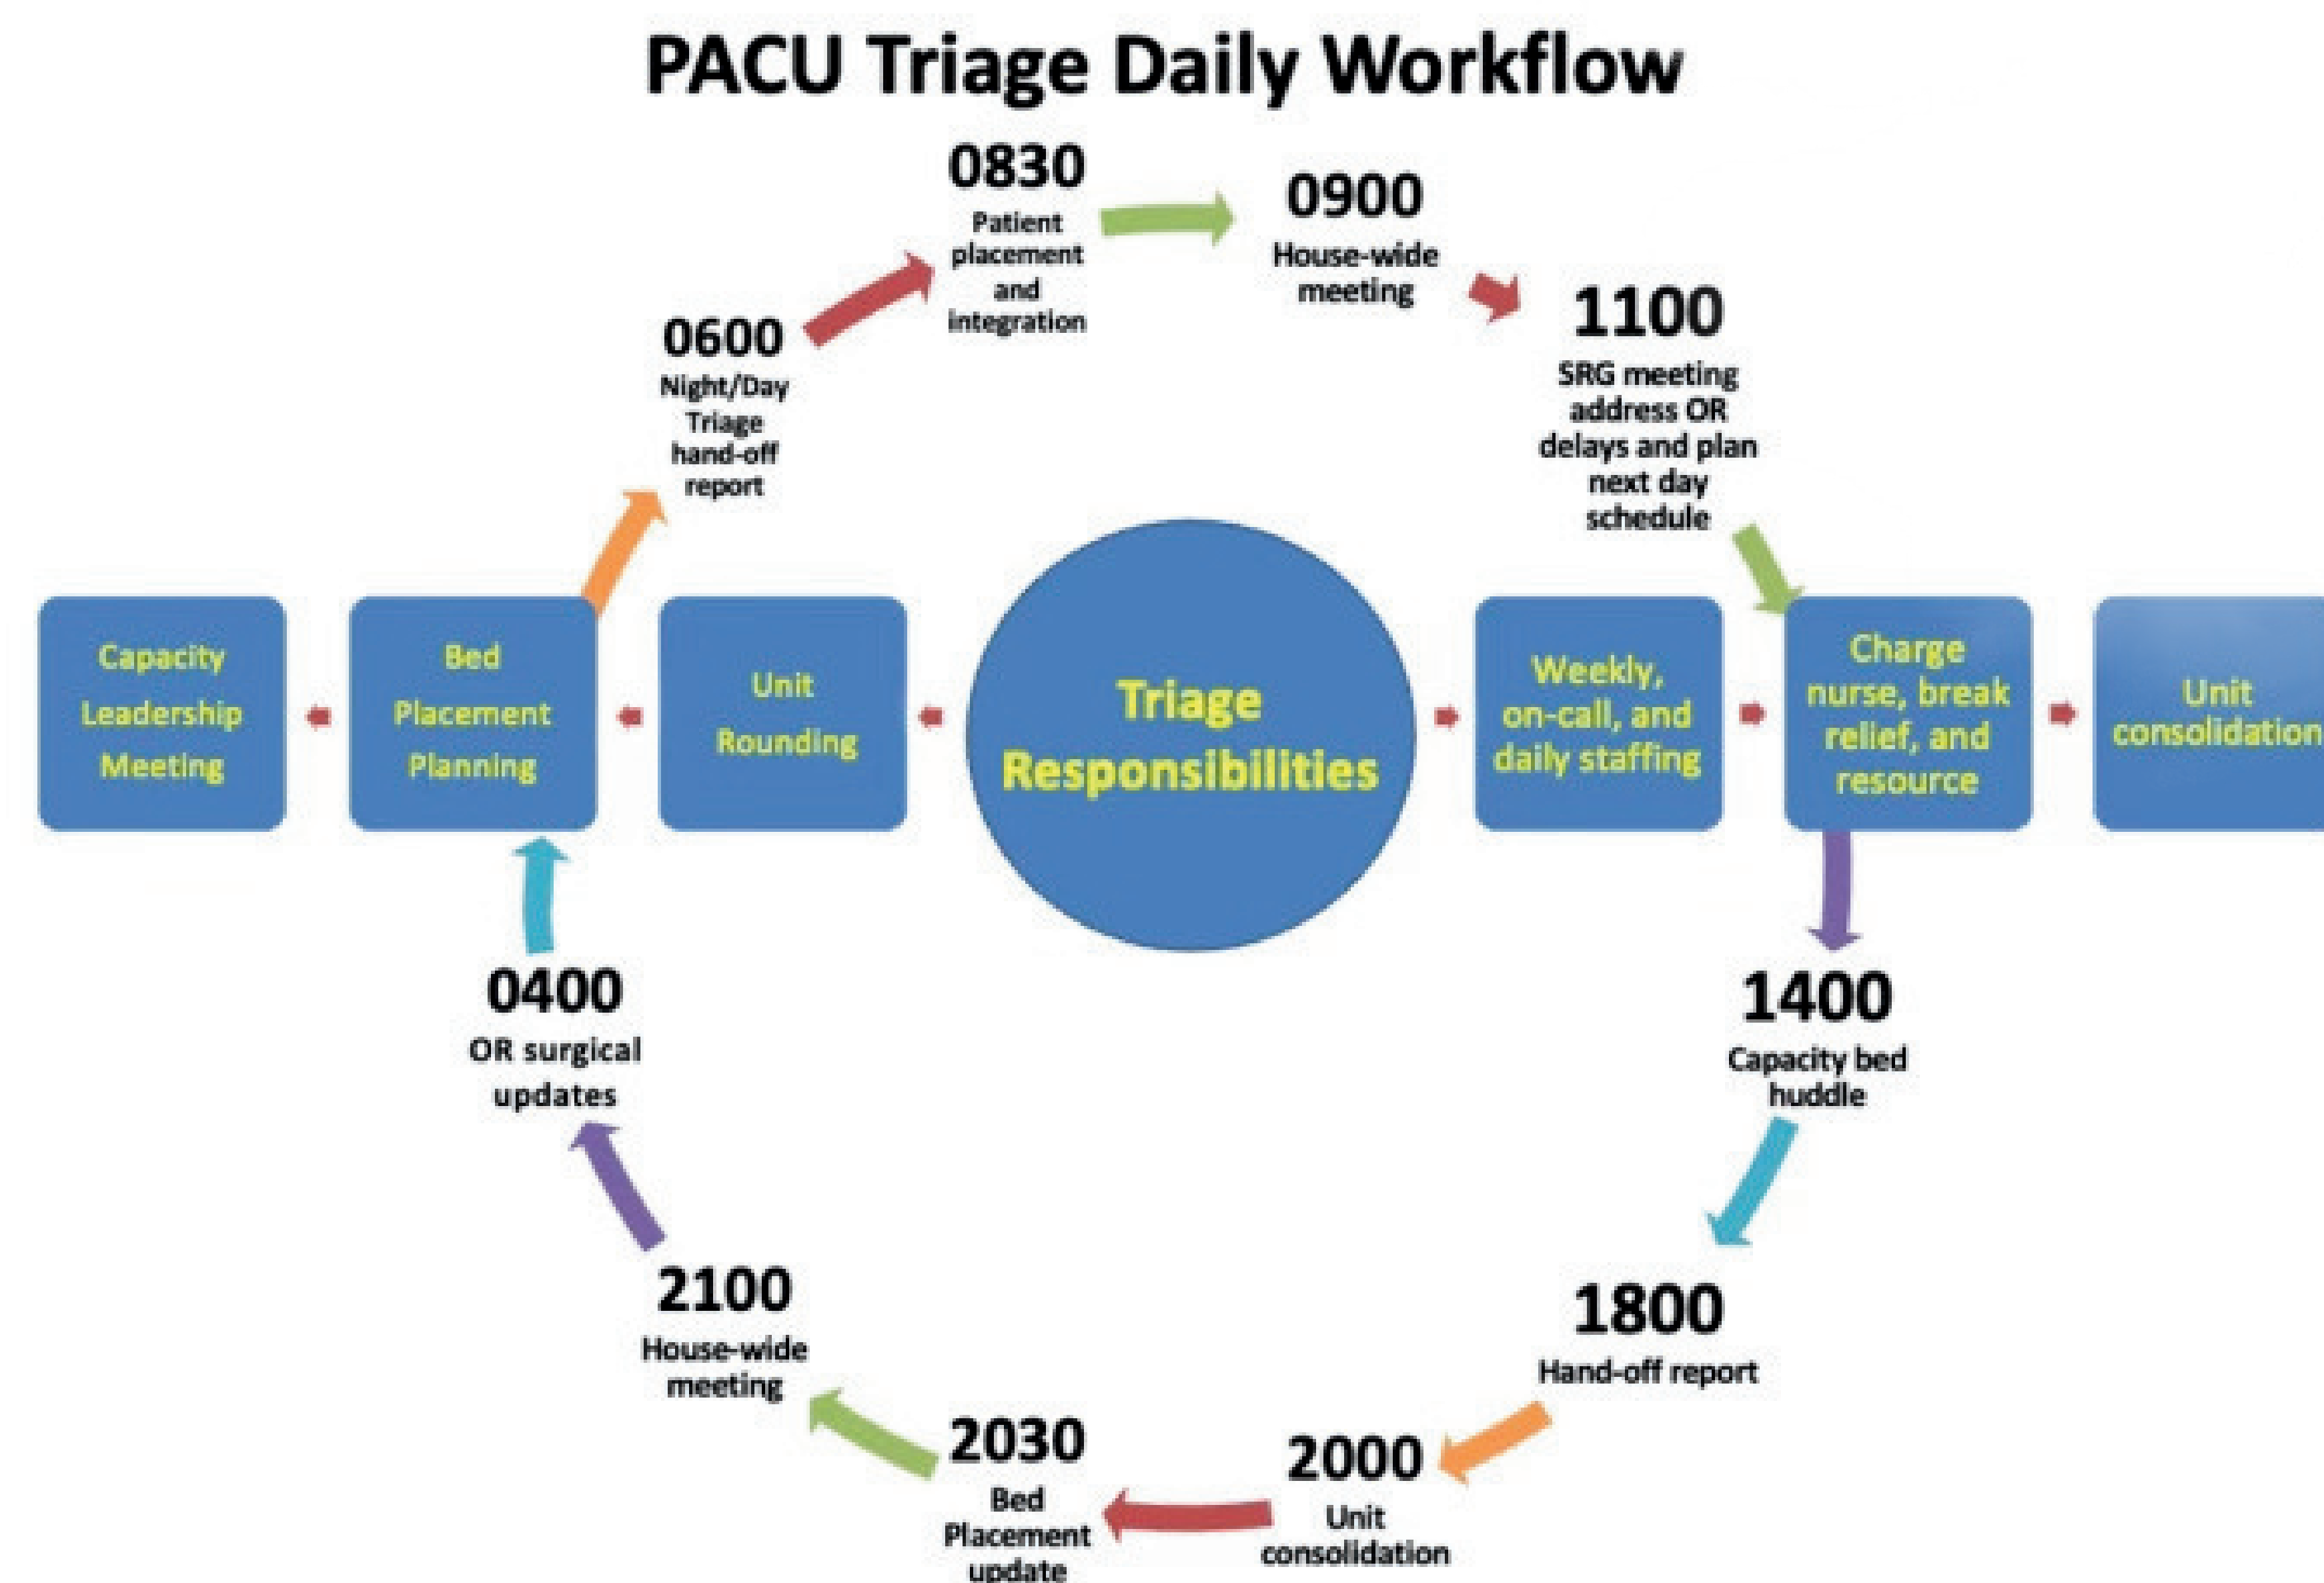 PACU Triage Daily Workflow
0830
Patient
placement
and
integration
0900
House-wide
meeting
0600
Night/Day
Triage
hand-off
report
1100
SRG meeting
address OR
delays and plan
next day
schedule
Capacity
Leadership
Meeting
Bed
Placement
Planning
Unit
Rounding
Triage
Responsibilities
Weekly,
on-call, and
daily staffing
Charge
nurse, break
relief, and
resource
Unit
consolidation
0400
OR surgical
updates
1400
Capacity bed
huddle
2100
House-wide
meeting
1800
Hand-off report
2030
Bed
Placement
update
2000
Unit
consolidation